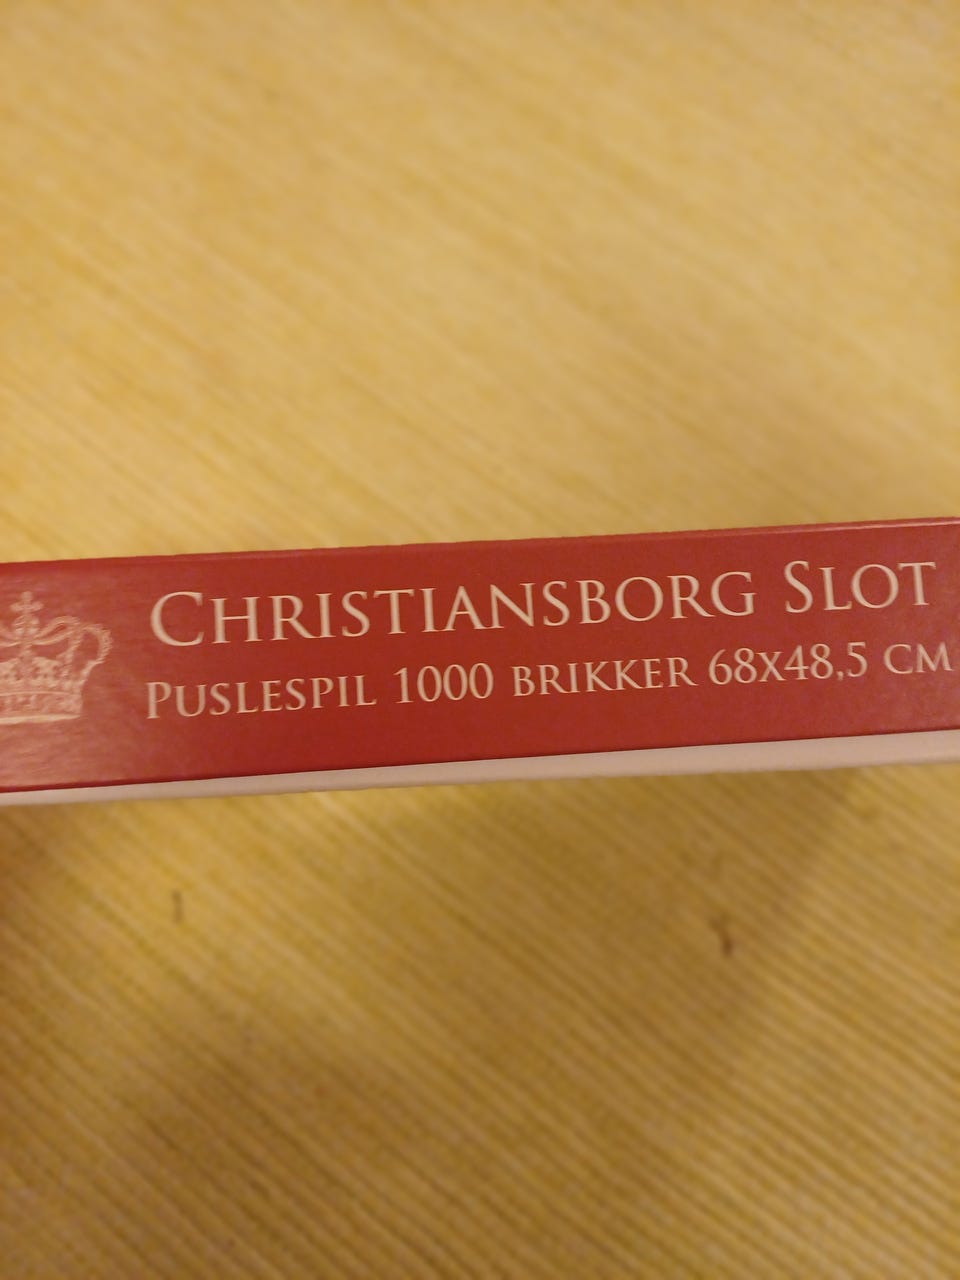 Christiansborg Slot
Puslespil 1000 brikker 68x48,5 cm